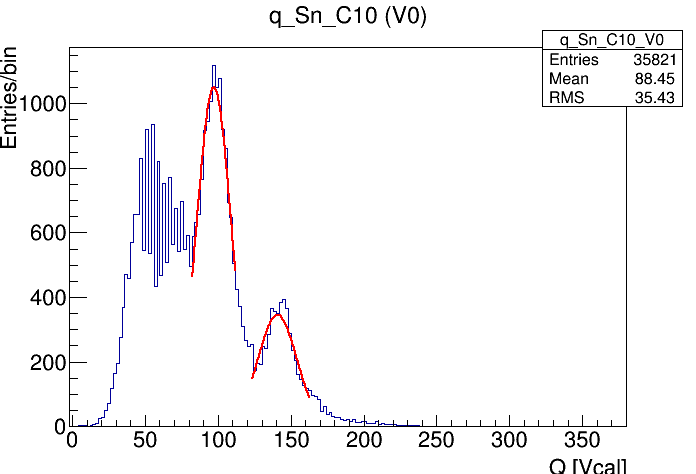 q_Sn_C10 (V0)
q_Sn_C10_V0
Entries 35821
Mean 88.45
RMS 35.43
Entries/bin
1000
800
600
400
200
0
0 50 100 150 200 250 300 350
Q [Vcal]